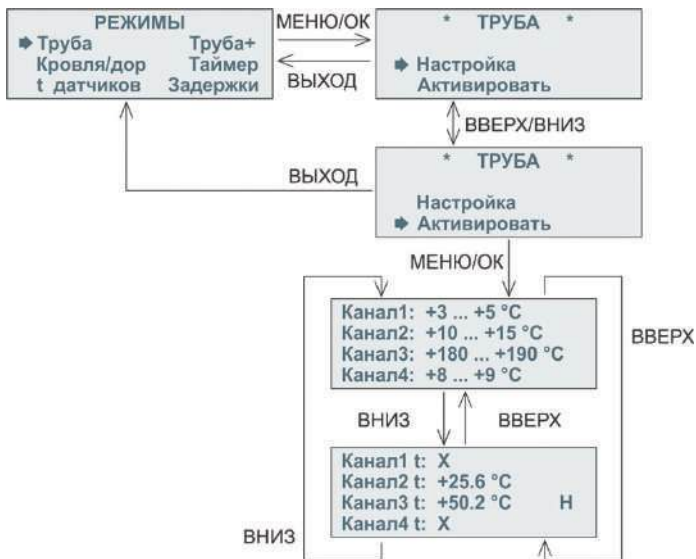 РЕЖИМЫ
Труба Труба+
Кровля/дор Таймер
t датчиков Задержки
МЕНЮ/ОК
ВЫХОД
* ТРУБА *
Настройка
Активировать
ВВЕРХ/ВНИЗ
ВЫХОД
* ТРУБА *
Настройка
Активировать
МЕНЮ/ОК
Канал1: +3 ... +5 °C
Канал2: +10 ... +15 °C
Канал3: +180 ... +190 °C
Канал4: +8 ... +9 °C
ВВЕРХ
ВНИЗ ВВЕРХ
Канал1 t: X
Канал2 t: +25.6 °C
Канал3 t: +50.2 °C Н
Канал4 t: X
ВНИЗ